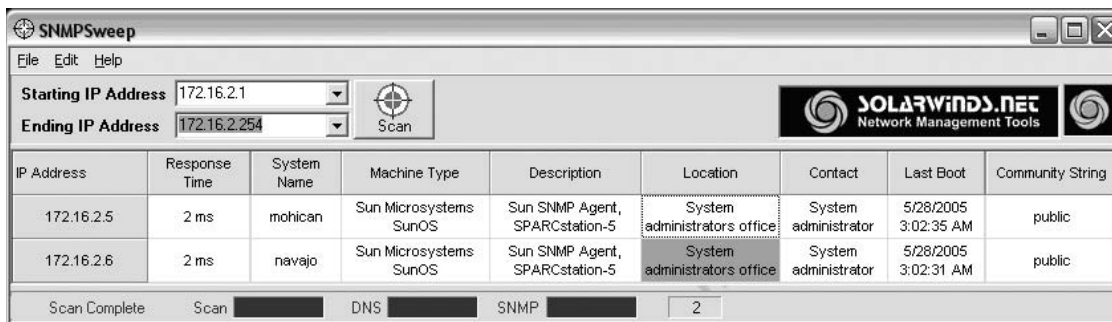 SNMPSweep
File Edit Help
Starting IP Address 172.16.2.1
Ending IP Address 172.16.2.254
Scan
SOLARWINDS.NET
Network Management Tools
IP Address Response Time System Name Machine Type Description Location Contact Last Boot Community String
172.16.2.5 2 ms mohican Sun Microsystems SunOS Sun SNMP Agent, SPARCstation-5 System administrators office System administrator 5/28/2005 3:02:35 AM public
172.16.2.6 2 ms navajo Sun Microsystems SunOS Sun SNMP Agent, SPARCstation-5 System administrators office System administrator 5/28/2005 3:02:31 AM public
Scan Complete Scan DNS SNMP 2